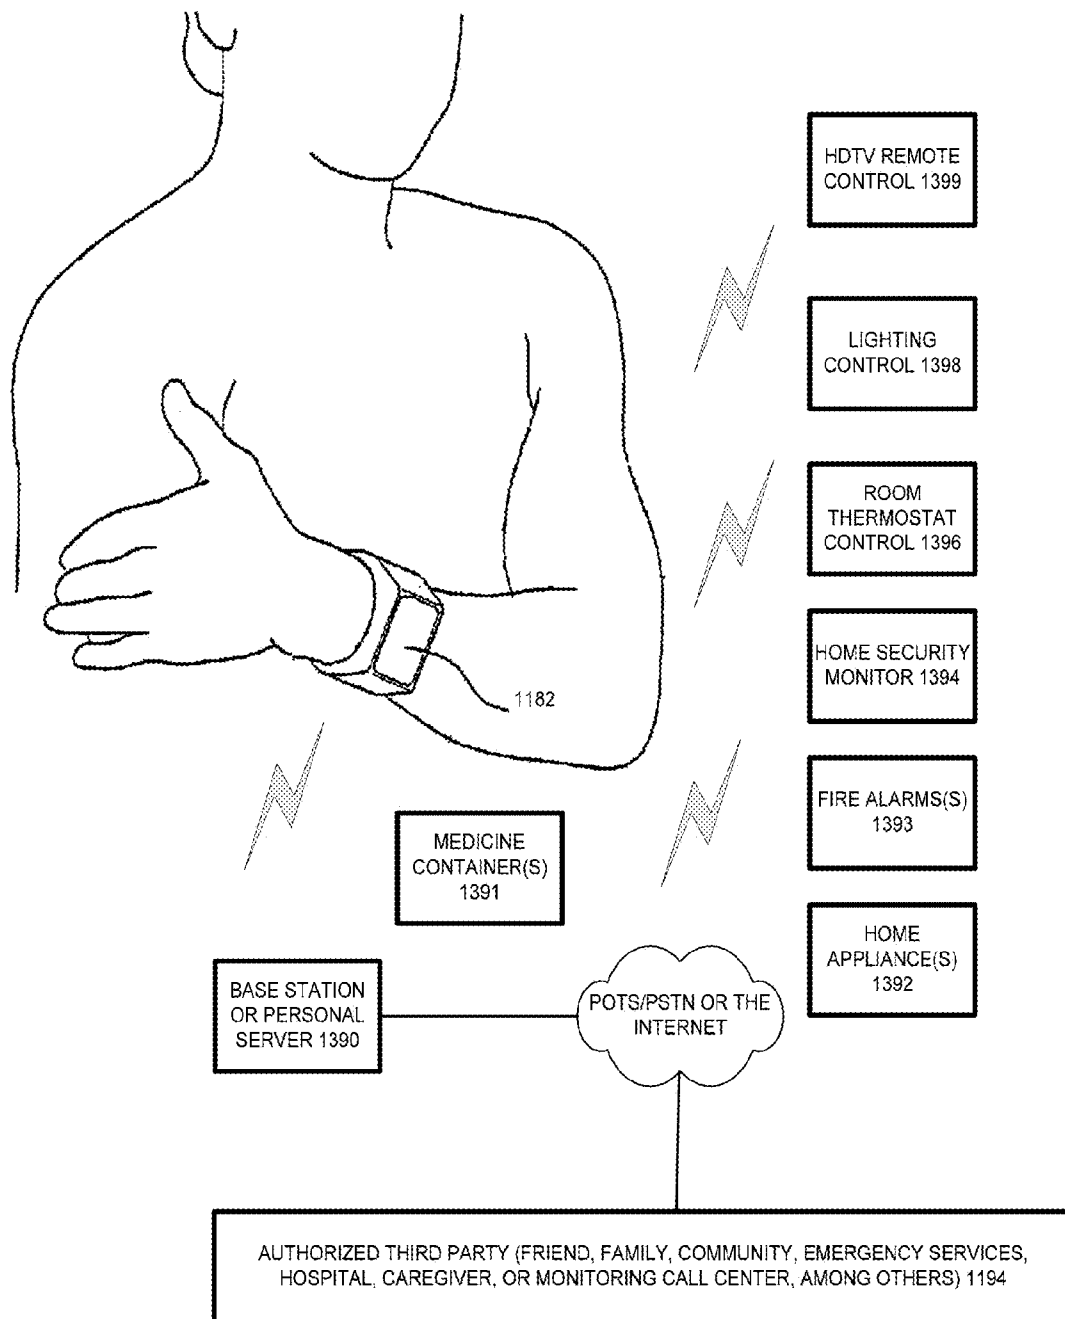 HDTV REMOTE
CONTROL 1399
LIGHTING
CONTROL 1398
ROOM
THERMOSTAT
CONTROL 1396
HOME SECURITY
MONITOR 1394
1182
FIRE ALARMS(S)
1393
MEDICINE
CONTAINER(S)
1391
HOME
APPLIANCE(S)
1392
BASE STATION
OR PERSONAL
SERVER 1390
POTS/PSTN OR THE
INTERNET
AUTHORIZED THIRD PARTY (FRIEND, FAMILY, COMMUNITY, EMERGENCY SERVICES,
HOSPITAL, CAREGIVER, OR MONITORING CALL CENTER, AMONG OTHERS) 1194